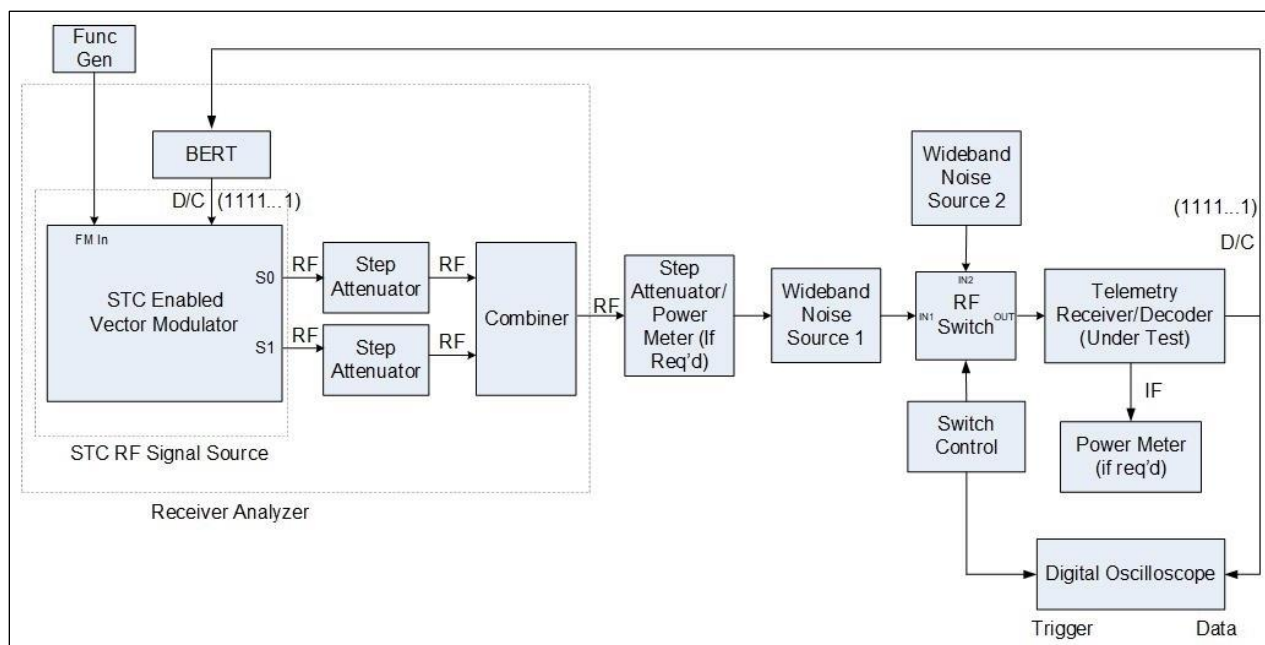 Func
Gen
BERT
D/C (1111...1)
FM In
STC Enabled
Vector Modulator
S0
S1
STC RF Signal Source
Receiver Analyzer
RF
Step
Attenuator
RF
RF
Step
Attenuator
RF
Combiner
RF
Step
Attenuator/
Power
Meter (If
Req'd)
Wideband
Noise
Source 1
Wideband
Noise
Source 2
IN2
IN1
RF
Switch
OUT
Switch
Control
Telemetry
Receiver/Decoder
(Under Test)
(1111...1)
D/C
IF
Power Meter
(if req'd)
Digital Oscilloscope
Trigger
Data